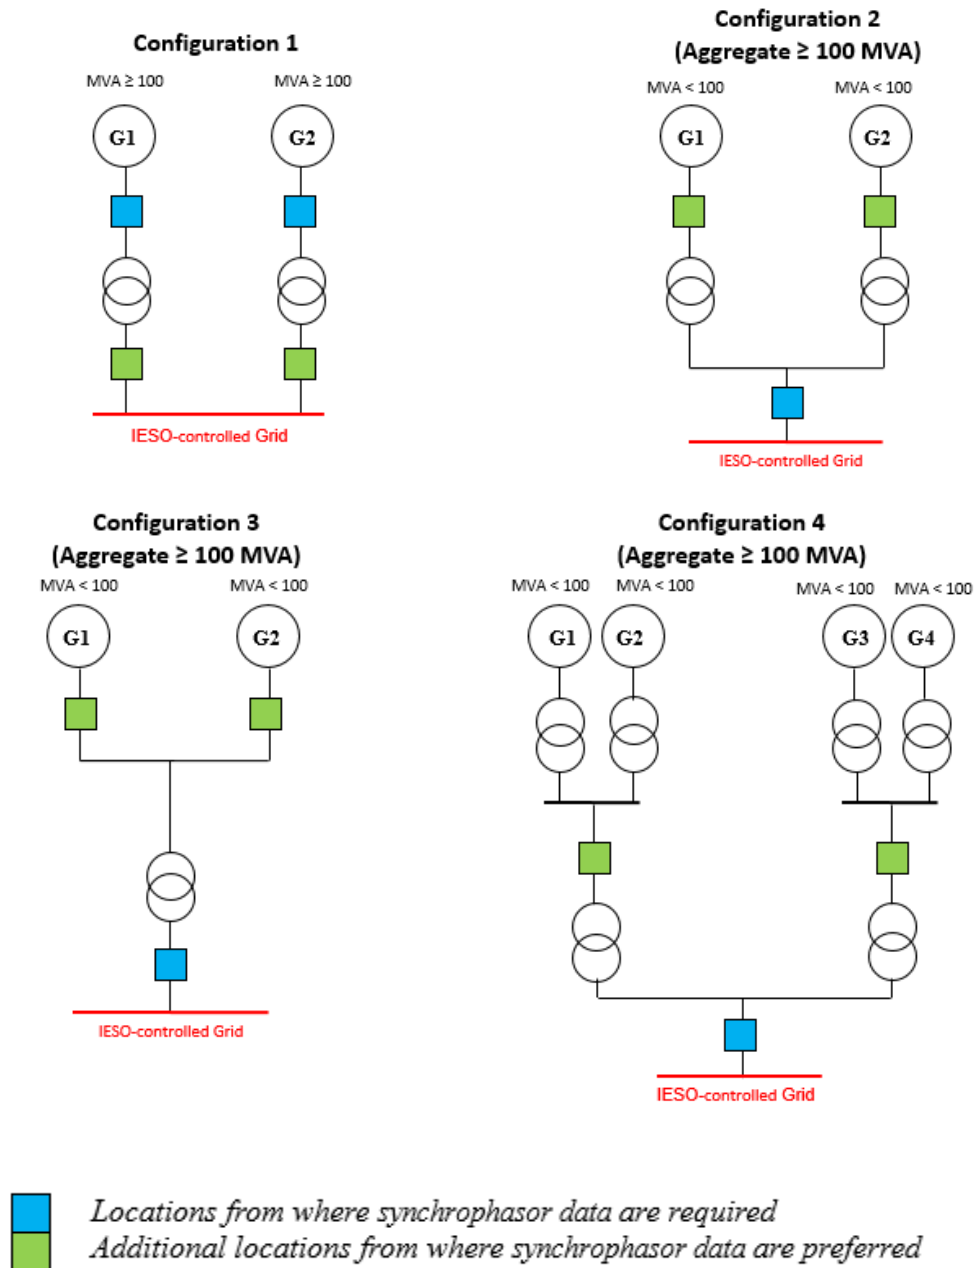 Configuration 1
MVA ≥ 100
MVA ≥ 100
G1
G2
IESO-controlled Grid
Configuration 2
(Aggregate ≥ 100 MVA)
MVA < 100
MVA < 100
G1
G2
IESO-controlled Grid
Configuration 3
(Aggregate ≥ 100 MVA)
MVA < 100
MVA < 100
G1
G2
IESO-controlled Grid
Configuration 4
(Aggregate ≥ 100 MVA)
MVA < 100
MVA < 100
MVA < 100
MVA < 100
G1
G2
G3
G4
IESO-controlled Grid
Locations from where synchrophasor data are required
Additional locations from where synchrophasor data are preferred